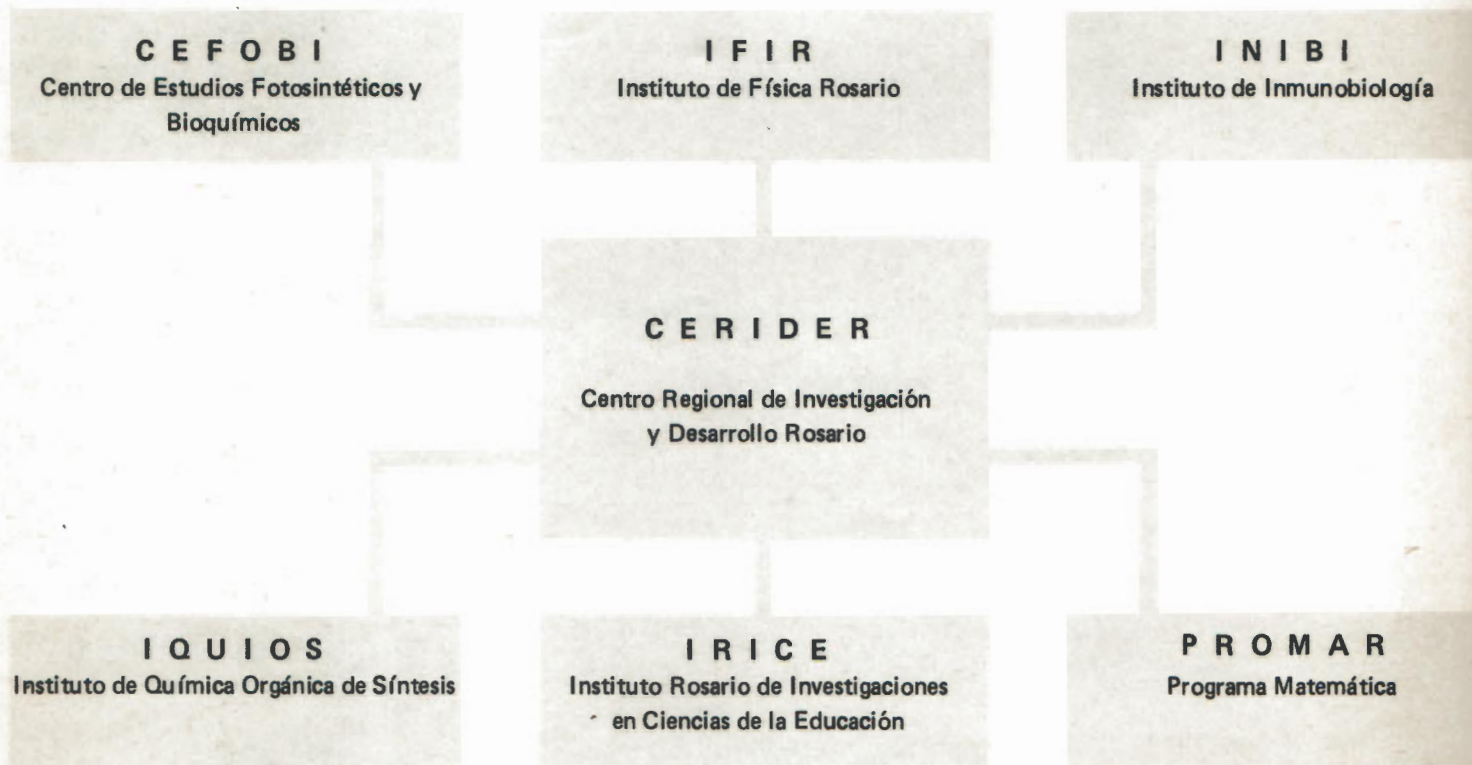 C E F O B I
Centro de Estudios Fotosintéticos y
Bioquímicos
I F I R
Instituto de Física Rosario
I N I B I
Instituto de Inmunobiología
C E R I D E R
Centro Regional de Investigación
y Desarrollo Rosario
I Q U I O S
Instituto de Química Orgánica de Síntesis
I R I C E
Instituto Rosario de Investigaciones
en Ciencias de la Educación
P R O M A R
Programa Matemática